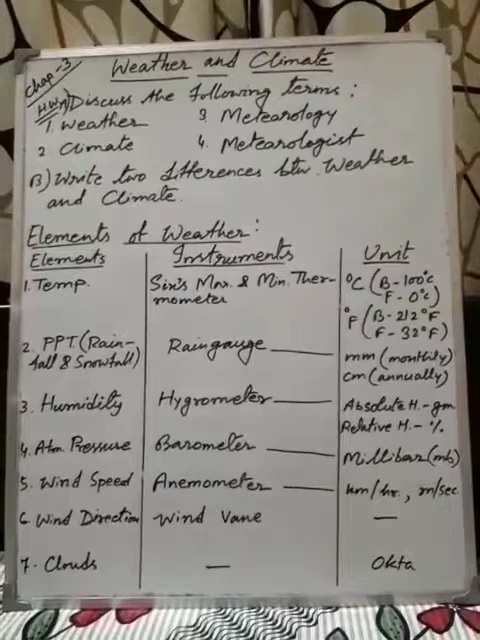 Chap-3
Weather and Climate
HW A) Discuss the following terms:
1. Weather 3 Meteorology
2. Climate 4. Meteorologist
B) Write two differences btw. Weather
and Climate.
Elements of Weather:
Elements Instruments Unit
1. Temp. Six's Max. & Min. Ther-
mometer
°C (B-100°C
F-0°C)
°F (B-212°F
F-32°F)
2. PPT (Rain-
fall & Snowfall) Raingauge — mm (monthly)
cm (annually)
3. Humidity Hygrometer — Absolute H. - gm
Relative H. - %
4. Atm. Pressure Barometer — Millibar (mb)
5. Wind Speed Anemometer — km/hr., m/sec
6. Wind Direction Wind Vane —
7. Clouds — Okta